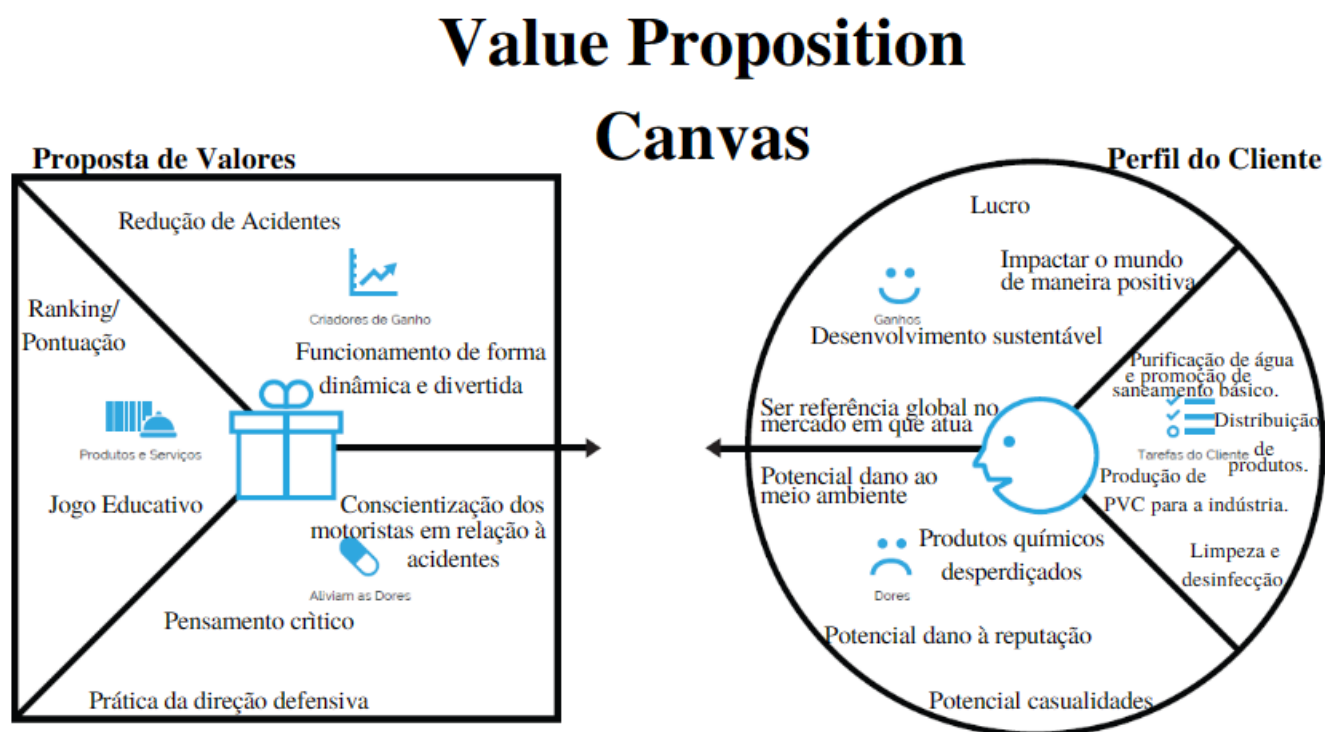 Value Proposition
Canvas
Proposta de Valores
Redução de Acidentes
Criadores de Ganho
Funcionamento de forma
dinâmica e divertida
Ranking/
Pontuação
Produtos e Serviços
Jogo Educativo
Conscientização dos
motoristas em relação à
acidentes
Aliviam as Dores
Pensamento crìtico
Prática da direção defensiva
Perfil do Cliente
Lucro
Impactar o mundo
de maneira positiva
Ganhos
Desenvolvimento sustentável
Ser referência global no
mercado em que atua
Purificação de água
e promoção de
saneamento básico.
Distribuição
de
produtos.
Tarefas do Cliente
Produção de
PVC para a indústria.
Limpeza e
desinfecção
Potencial dano ao
meio ambiente
Produtos químicos
desperdiçados
Dores
Potencial dano à reputação
Potencial casualidades